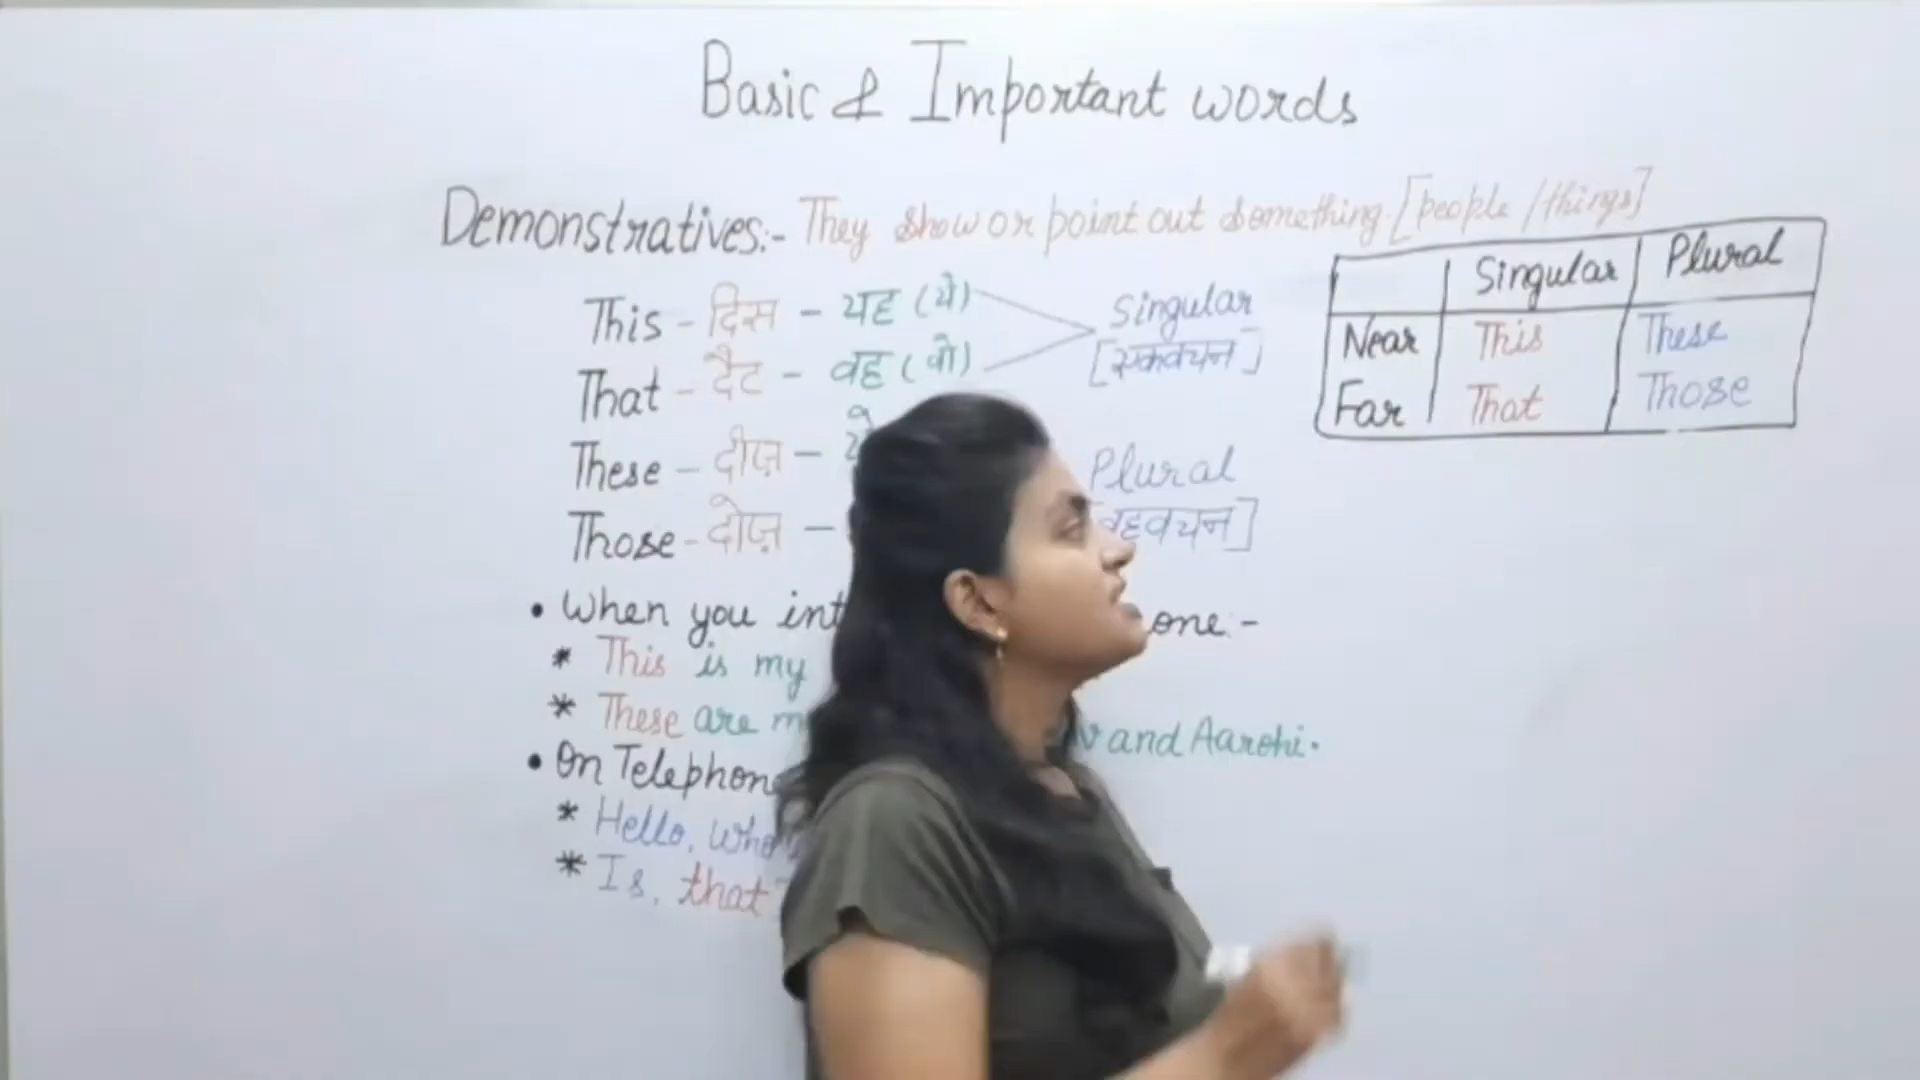 Basic & Important words
Demonstratives:- They show or point out something. [people / things]
This - दिस - यह (ये)
That - दैट - वह (वो)
Singular
[एकवचन]
These - दीज़ -
Those - दोज़ -
Plural
वचन]
Singular Plural
Near This These
Far That Those
• When you one:-
* This is my
* These are and Aarohi.
• On Telephone
* Hello, who
* Is, that